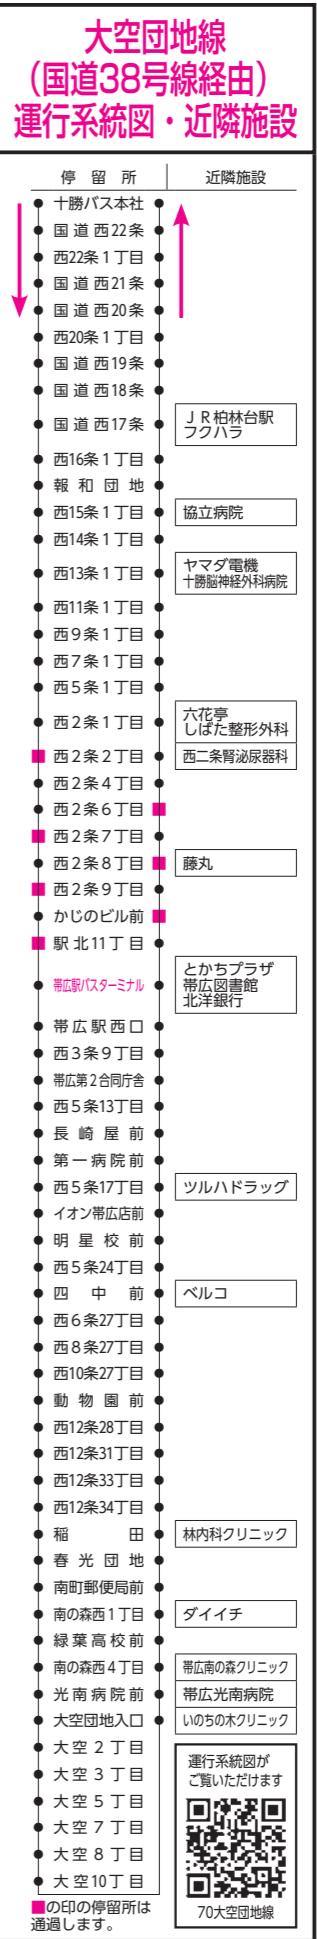 大空団地線
（国道38号線経由）
運行系統図・近隣施設
停留所 近隣施設
十勝バス本社
国道西22条
西22条1丁目
国道西21条
国道西20条
西20条1丁目
国道西19条
国道西18条
国道西17条
ＪＲ柏林台駅
フクハラ
西16条1丁目
報和団地
西15条1丁目 協立病院
西14条1丁目
西13条1丁目
ヤマダ電機
十勝脳神経外科病院
西11条1丁目
西9条1丁目
西7条1丁目
西5条1丁目
西2条1丁目
六花亭
しばた整形外科
西2条2丁目 西二条腎泌尿器科
西2条4丁目
西2条6丁目
西2条7丁目
西2条8丁目 藤丸
西2条9丁目
かじのビル前
駅北11丁目
帯広駅バスターミナル
とかちプラザ
帯広図書館
北洋銀行
帯広駅西口
西3条9丁目
帯広第2合同庁舎
西5条13丁目
長崎屋前
第一病院前
西5条17丁目 ツルハドラッグ
イオン帯広店前
明星校前
西5条24丁目
四中前 ベルコ
西6条27丁目
西8条27丁目
西10条27丁目
動物園前
西12条28丁目
西12条31丁目
西12条33丁目
西12条34丁目
稲田 林内科クリニック
春光団地
南町郵便局前
南の森西1丁目 ダイイチ
緑葉高校前
南の森西4丁目 帯広南の森クリニック
光南病院前 帯広光南病院
大空団地入口 いのちの木クリニック
大空2丁目
大空3丁目
大空5丁目
大空7丁目
大空8丁目
大空10丁目
運行系統図が
ご覧いただけます
70大空団地線
■の印の停留所は
通過します。